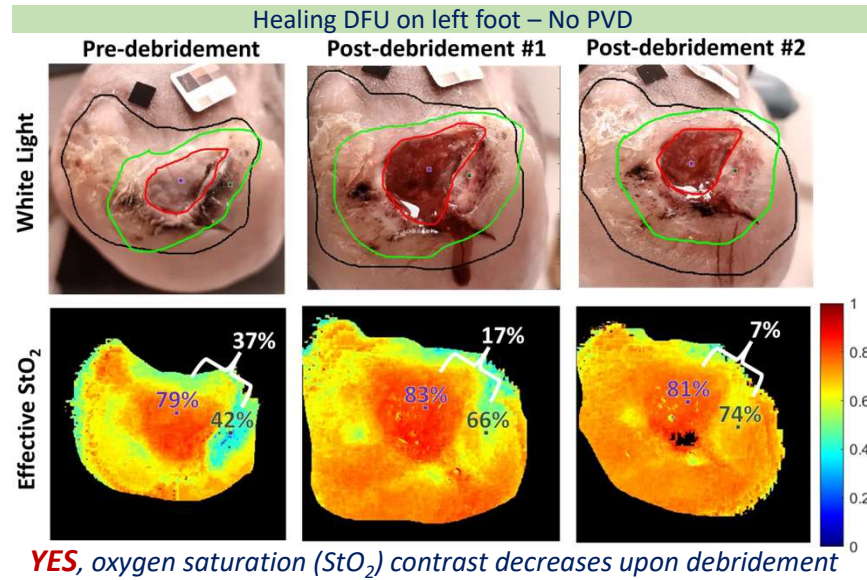 Healing DFU on left foot – No PVD
Pre-debridement
Post-debridement #1
Post-debridement #2
White Light
Effective StO₂
37%
79%
42%
17%
83%
66%
7%
81%
74%
1
0.8
0.6
0.4
0.2
0
YES, oxygen saturation (StO₂) contrast decreases upon debridement